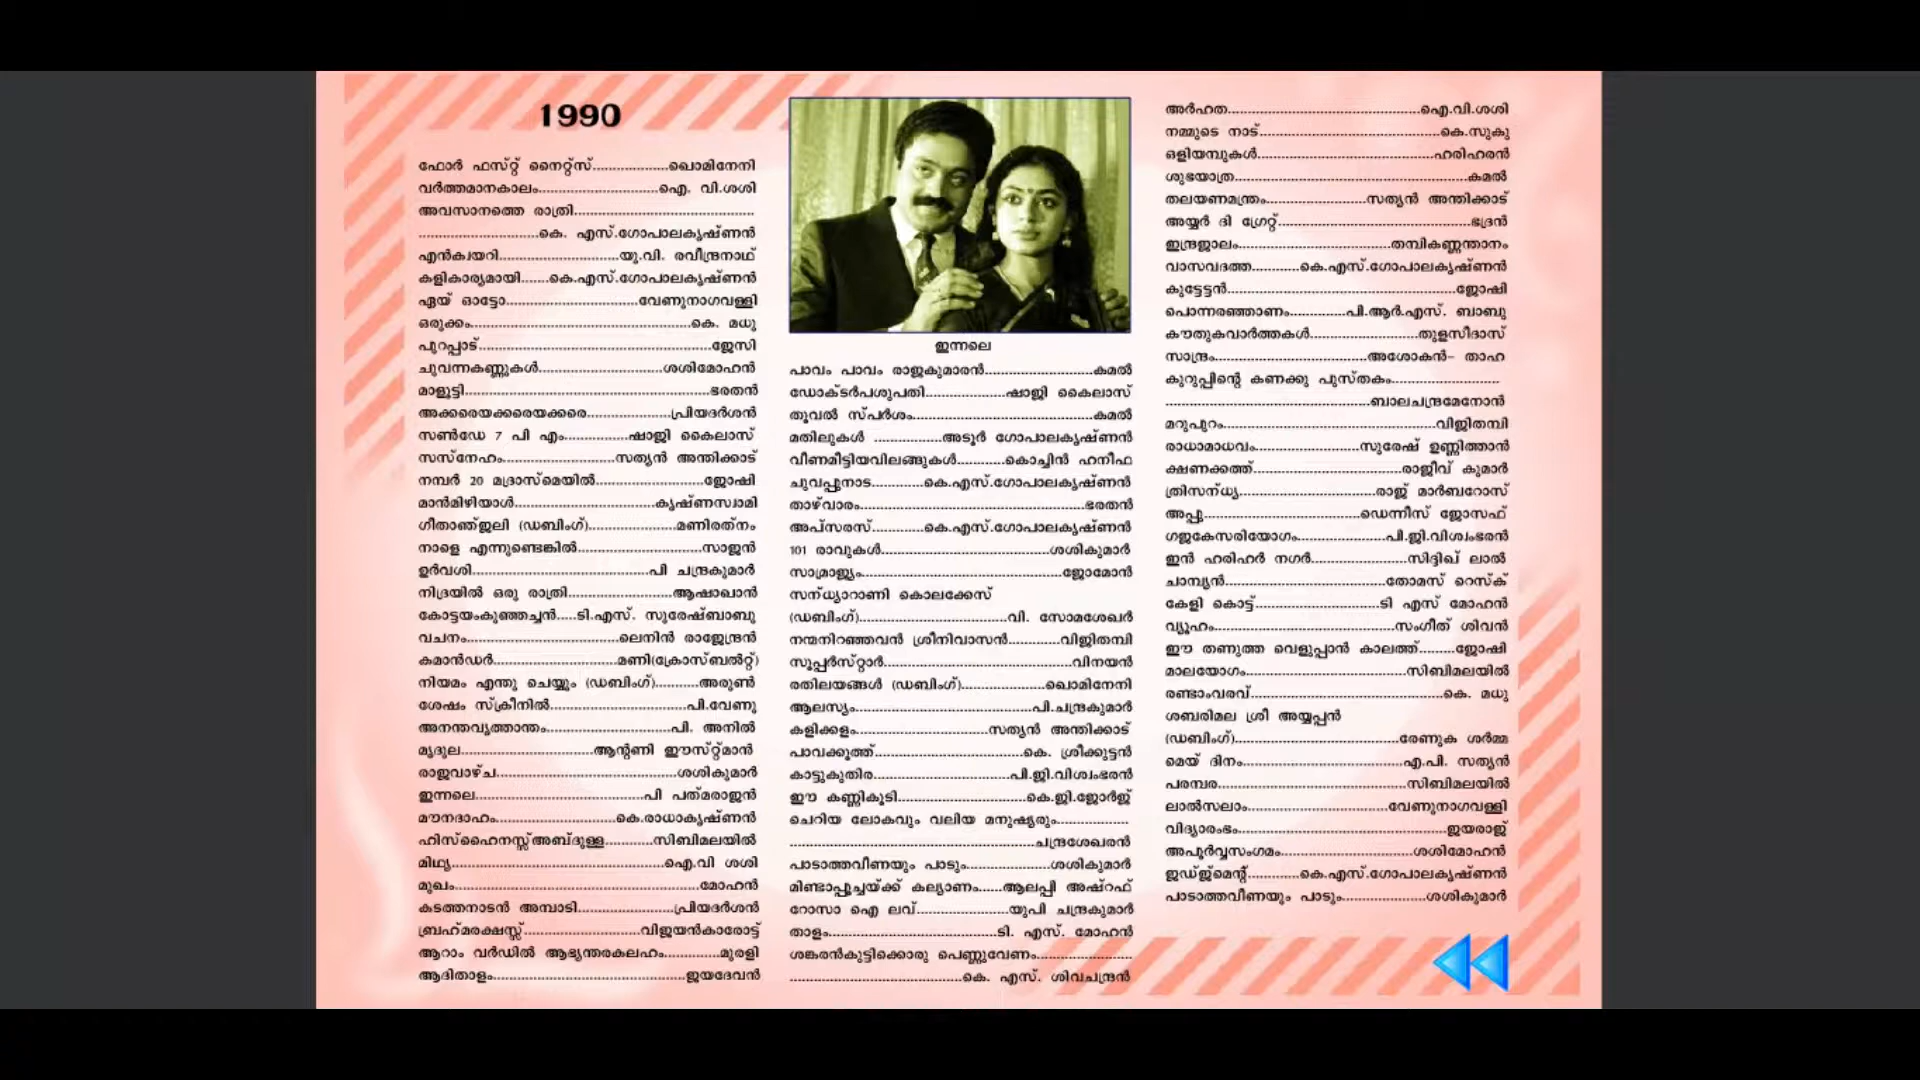 1990
ഫോർ ഫസ്റ്റ് നൈറ്റ്സ്..................ഖൊമിനേനി
വർത്തമാനകാലം.............................ഐ. വി.ശശി
അവസാനത്തെ രാത്രി...........................................
.............................കെ. എസ്.ഗോപാലകൃഷ്ണൻ
എൻക്വയറി.............................യു.വി. രവീന്ദ്രനാഥ്
കളികാര്യമായി.......കെ.എസ്.ഗോപാലകൃഷ്ണൻ
ഏയ് ഓട്ടോ................................വേണുനാഗവള്ളി
ഒരുക്കം.....................................................കെ. മധു
പുറപ്പാട്........................................................ജേസി
ചുവന്നകണ്ണുകൾ..............................ശശിമോഹൻ
മാളൂട്ടി...........................................................ഭരതൻ
അക്കരെയക്കരെയക്കരെ....................പ്രിയദർശൻ
സൺഡേ 7 പി എം...............ഷാജി കൈലാസ്
സസ്നേഹം...........................സത്യൻ അന്തിക്കാട്
നമ്പർ 20 മദ്രാസ്മെയിൽ..........................ജോഷി
മാൻമിഴിയാൾ..................................കൃഷ്ണസ്വാമി
ഗീതാഞ്ജലി (ഡബിംഗ്).....................മണിരത്നം
നാളെ എന്നുണ്ടെങ്കിൽ..............................സാജൻ
ഉർവശി...........................................പി ചന്ദ്രകുമാർ
നിദ്രയിൽ ഒരു രാത്രി.........................ആഷാഖാൻ
കോട്ടയംകുഞ്ഞച്ചൻ.....ടി.എസ്. സുരേഷ്ബാബു
വചനം.....................................ലെനിൻ രാജേന്ദ്രൻ
കമാൻഡർ..............................മണി(ക്രോസ്ബൽറ്റ്)
നിയമം എന്തു ചെയ്യും (ഡബിംഗ്)..........അരുൺ
ശേഷം സ്ക്രീനിൽ.................................പി.വേണു
അനന്തവൃത്താന്തം..............................പി. അനിൽ
മൃദുല................................ആന്റണി ഈസ്റ്റ്മാൻ
രാജവാഴ്ച...........................................ശശികുമാർ
ഇന്നലെ.........................................പി പത്മരാജൻ
മൗനദാഹം.............................കെ.രാധാകൃഷ്ണൻ
ഹിസ്ഹൈനസ്സ്അബ്ദുള്ള...........സിബിമലയിൽ
മിഥ്യ...................................................ഐ.വി ശശി
മുഖം...........................................................മോഹൻ
കടത്തനാടൻ അമ്പാടി.......................പ്രിയദർശൻ
ബ്രഹ്മരക്ഷസ്സ്............................വിജയൻകാരോട്ട്
ആറാം വർഡിൽ ആഭ്യന്തരകലഹം.............മുരളി
ആദിതാളം..............................................ജയദേവൻ
ഇന്നലെ
പാവം പാവം രാജകുമാരൻ..........................കമൽ
ഡോക്ടർപശുപതി...................ഷാജി കൈലാസ്
തൂവൽ സ്പർശം...........................................കമൽ
മതിലുകൾ ................അടൂർ ഗോപാലകൃഷ്ണൻ
വീണമീട്ടിയവിലങ്ങുകൾ...........കൊച്ചിൻ ഹനീഫ
ചുവപ്പുനാട............കെ.എസ്.ഗോപാലകൃഷ്ണൻ
താഴ്വാരം......................................................ഭരതൻ
അപ്സരസ്............കെ.എസ്.ഗോപാലകൃഷ്ണൻ
101 രാവുകൾ........................................ശശികുമാർ
സാമ്രാജ്യം................................................ജോമോൻ
സന്ധ്യാറാണി കൊലക്കേസ്
(ഡബിംഗ്)...................................വി. സോമശേഖർ
നന്മനിറഞ്ഞവൻ ശ്രീനിവാസൻ............വിജിതമ്പി
സൂപ്പർസ്റ്റാർ.............................................വിനയൻ
രതിലയങ്ങൾ (ഡബിംഗ്)....................ഖൊമിനേനി
ആലസ്യം..........................................പി.ചന്ദ്രകുമാർ
കളിക്കളം...............................സത്യൻ അന്തിക്കാട്
പാവക്കൂത്ത്....................................കെ. ശ്രീക്കുട്ടൻ
കാട്ടുകുതിര.................................പി.ജി.വിശ്വംഭരൻ
ഈ കണ്ണികൂടി...............................കെ.ജി.ജോർജ്
ചെറിയ ലോകവും വലിയ മനുഷ്യരും.................
...........................................................ചന്ദ്രശേഖരൻ
പാടാത്തവീണയും പാടും....................ശശികുമാർ
മിണ്ടാപ്പൂച്ചയ്ക്ക് കല്യാണം......ആലപ്പി അഷ്റഫ്
റോസാ ഐ ലവ്......................യുപി ചന്ദ്രകുമാർ
താളം........................................ടി. എസ്. മോഹൻ
ശങ്കരൻകുട്ടിക്കൊരു പെണ്ണുവേണം.......................
.........................................കെ. എസ്. ശിവചന്ദ്രൻ
അർഹത..............................................ഐ.വി.ശശി
നമ്മുടെ നാട്...........................................കെ.സുകു
ഒളിയമ്പുകൾ...........................................ഹരിഹരൻ
ശുഭയാത്ര........................................................കമൽ
തലയണമന്ത്രം........................സത്യൻ അന്തിക്കാട്
അയ്യർ ദി ഗ്രേറ്റ്..............................................ഭദ്രൻ
ഇന്ദ്രജാലം.....................................തമ്പികണ്ണന്താനം
വാസവദത്ത...........കെ.എസ്.ഗോപാലകൃഷ്ണൻ
കുട്ടേട്ടൻ.......................................................ജോഷി
പൊന്നരഞ്ഞാണം.............പി.ആർ.എസ്. ബാബു
കൗതുകവാർത്തകൾ..........................തുളസീദാസ്
സാന്ദ്രം.....................................അശോകൻ- താഹ
കുറുപ്പിന്റെ കണക്കു പുസ്തകം..........................
.................................................ബാലചന്ദ്രമേനോൻ
മറുപുറം...................................................വിജിതമ്പി
രാധാമാധവം.........................സുരേഷ് ഉണ്ണിത്താൻ
ക്ഷണക്കത്ത്....................................രാജീവ് കുമാർ
ത്രിസന്ധ്യ.................................രാജ് മാർബറോസ്
അപ്പു......................................ഡെന്നീസ് ജോസഫ്
ഗജകേസരിയോഗം.....................പി.ജി.വിശ്വംഭരൻ
ഇൻ ഹരിഹർ നഗർ.......................സിദ്ദിഖ് ലാൽ
ചാമ്പ്യൻ.......................................തോമസ് റെസ്ക്
കേളി കൊട്ട്..............................ടി എസ് മോഹൻ
വ്യൂഹം...........................................സംഗീത് ശിവൻ
ഈ തണുത്ത വെളുപ്പാൻ കാലത്ത്.........ജോഷി
മാലയോഗം.......................................സിബിമലയിൽ
രണ്ടാംവരവ്..............................................കെ. മധു
ശബരിമല ശ്രീ അയ്യപ്പൻ
(ഡബിംഗ്).......................................രേണുക ശർമ്മ
മെയ് ദിനം.......................................എ.പി. സത്യൻ
പരമ്പര..............................................സിബിമലയിൽ
ലാൽസലാം..................................വേണുനാഗവള്ളി
വിദ്യാരംഭം..................................................ജയരാജ്
അപൂർവ്വസംഗമം................................ശശിമോഹൻ
ജഡ്ജ്മെന്റ്............കെ.എസ്.ഗോപാലകൃഷ്ണൻ
പാടാത്തവീണയും പാടും....................ശശികുമാർ